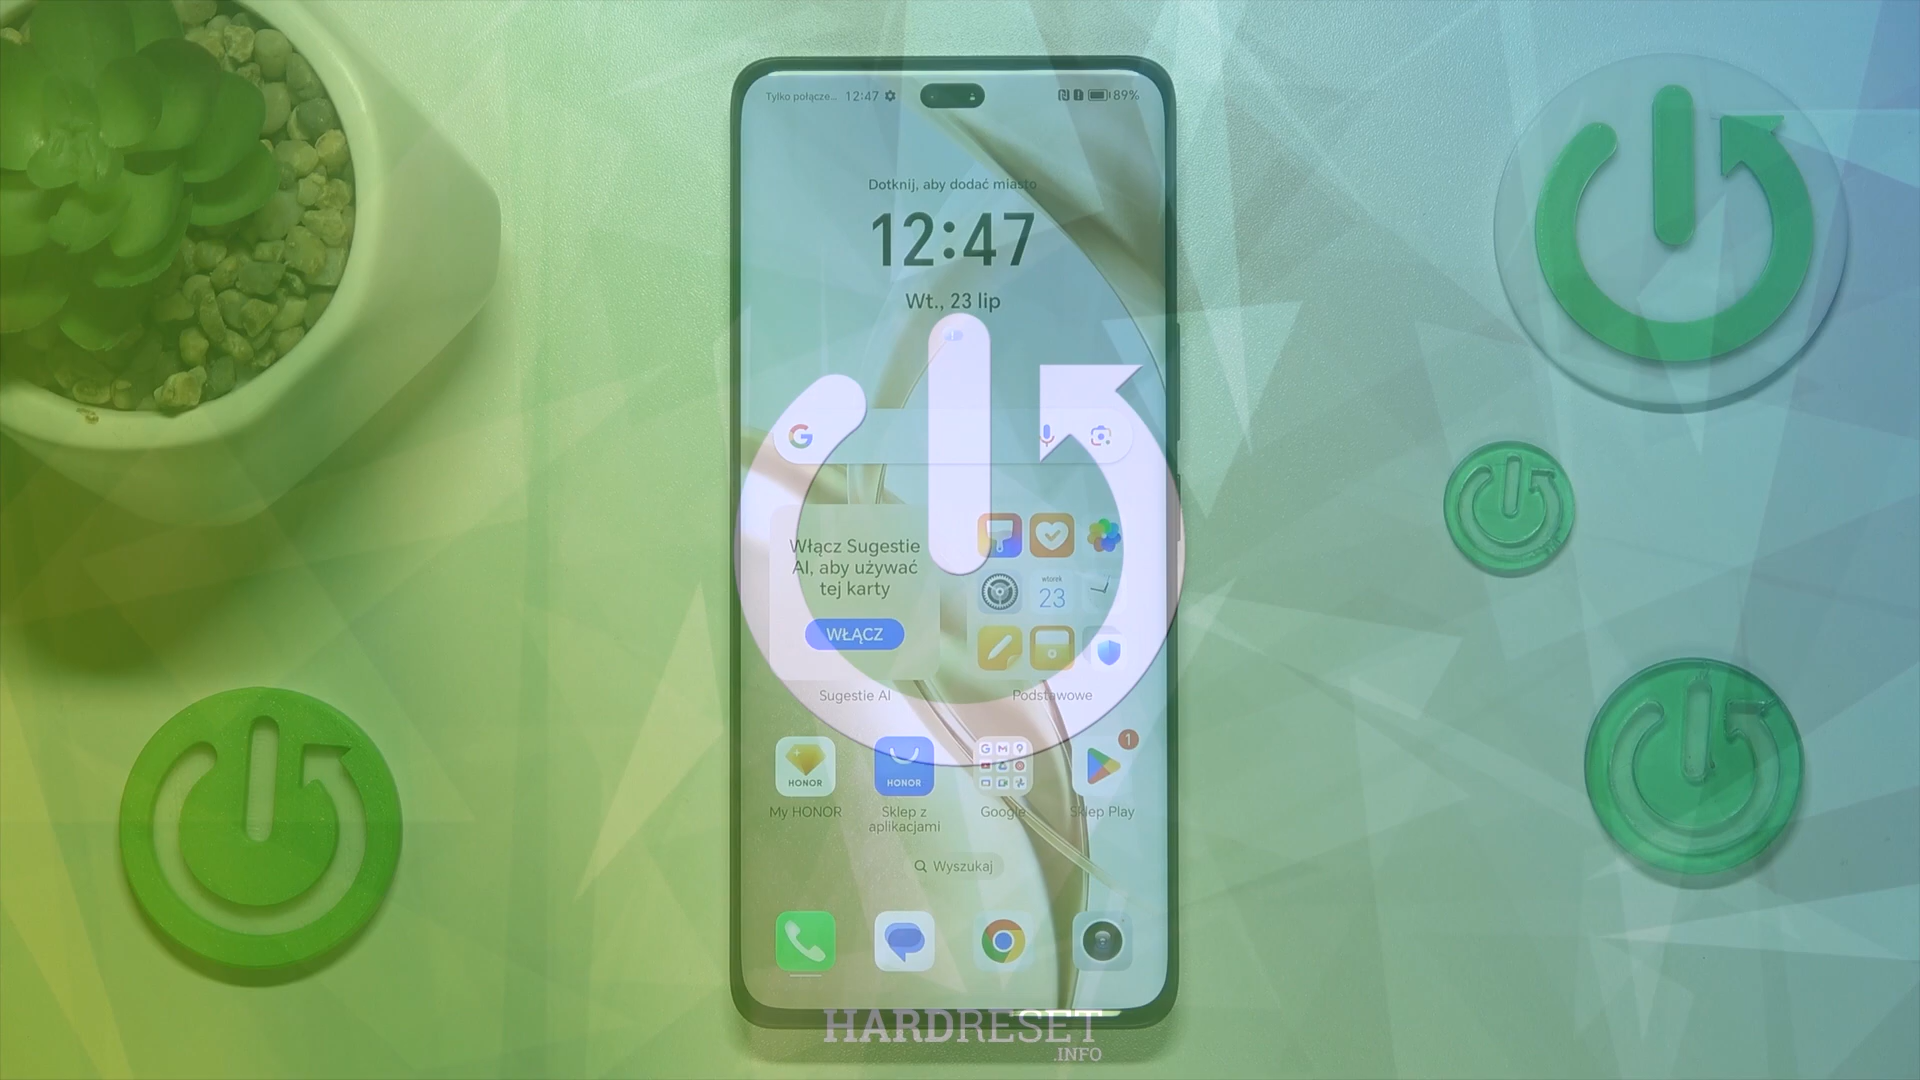 Tylko połącze... 12:47
89%
Dotknij, aby dodać miasto
12:47
Wt., 23 lip
Włącz Sugestie
AI, aby używać
tej karty
WŁĄCZ
wtorek
23
Sugestie AI
Podstawowe
1
HONOR
HONOR
My HONOR
Sklep z
aplikacjami
Google
Sklep Play
Wyszukaj
HARDRESET
.INFO